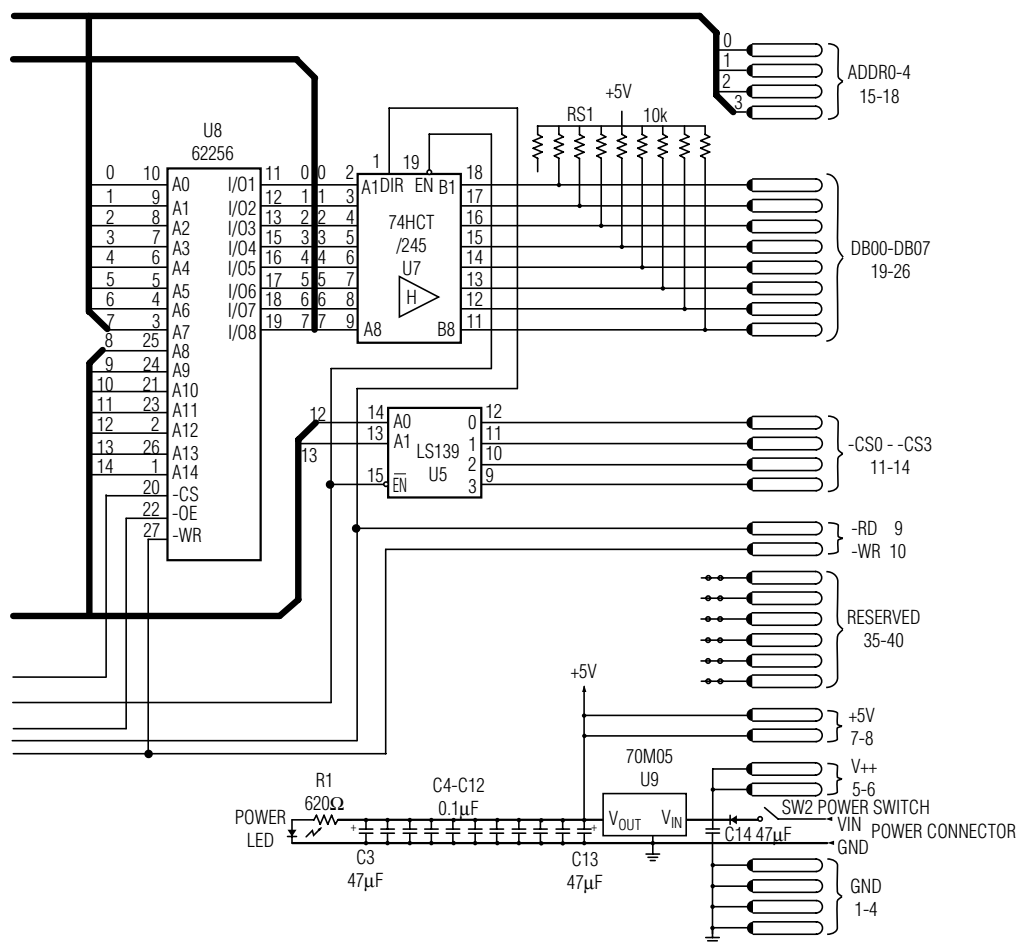 0
1
2
3
ADDR0-4
15-18
+5V
RS1 10k
U8
62256
1 19
0 10 A0 I/O1 11 0 0 2 A1 DIR EN B1 18
1 9 A1 I/O2 12 1 1 3 17
2 8 A2 I/O3 13 2 2 4 74HCT 16
3 7 A3 I/O4 15 3 3 5 /245 15
4 6 A4 I/O5 16 4 4 6 U7 14
5 5 A5 I/O6 17 5 5 7 H 13
6 4 A6 I/O7 18 6 6 8 12
7 3 A7 I/O8 19 7 7 9 A8 B8 11
DB00-DB07
19-26
8 25 A8
9 24 A9
10 21 A10
11 23 A11
12 2 A12
13 26 A13
14 1 A14
20 -CS
22 -OE
27 -WR
12 14 A0 0 12
13 13 A1 LS139 1 11
U5 2 10
15 EN 3 9
-CS0 - -CS3
11-14
-RD 9
-WR 10
RESERVED
35-40
+5V
+5V
7-8
70M05
U9
V++
5-6
R1
620Ω
C4-C12
0.1μF
POWER
LED
VOUT VIN
SW2 POWER SWITCH
VIN
POWER CONNECTOR
C14 47μF
GND
+
+
C3
47μF
C13
47μF
GND
1-4